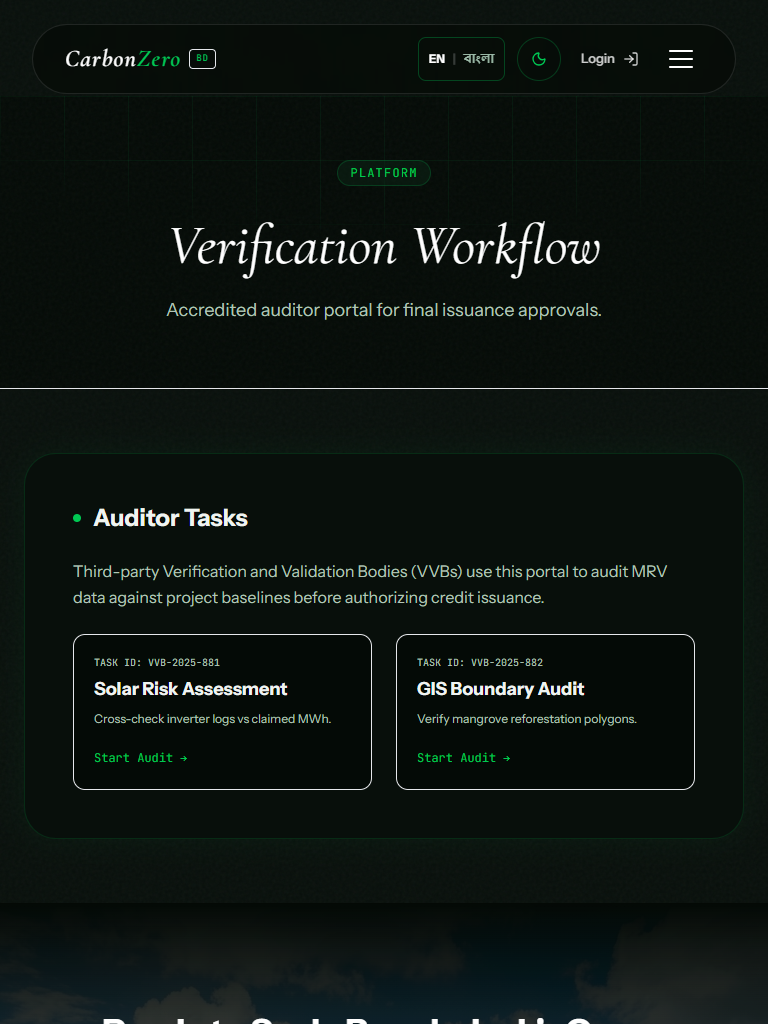 CarbonZero BD
EN | বাংলা
Login
PLATFORM
Verification Workflow
Accredited auditor portal for final issuance approvals.
Auditor Tasks
Third-party Verification and Validation Bodies (VVBs) use this portal to audit MRV
data against project baselines before authorizing credit issuance.
TASK ID: VVB-2025-881
Solar Risk Assessment
Cross-check inverter logs vs claimed MWh.
Start Audit →
TASK ID: VVB-2025-882
GIS Boundary Audit
Verify mangrove reforestation polygons.
Start Audit →